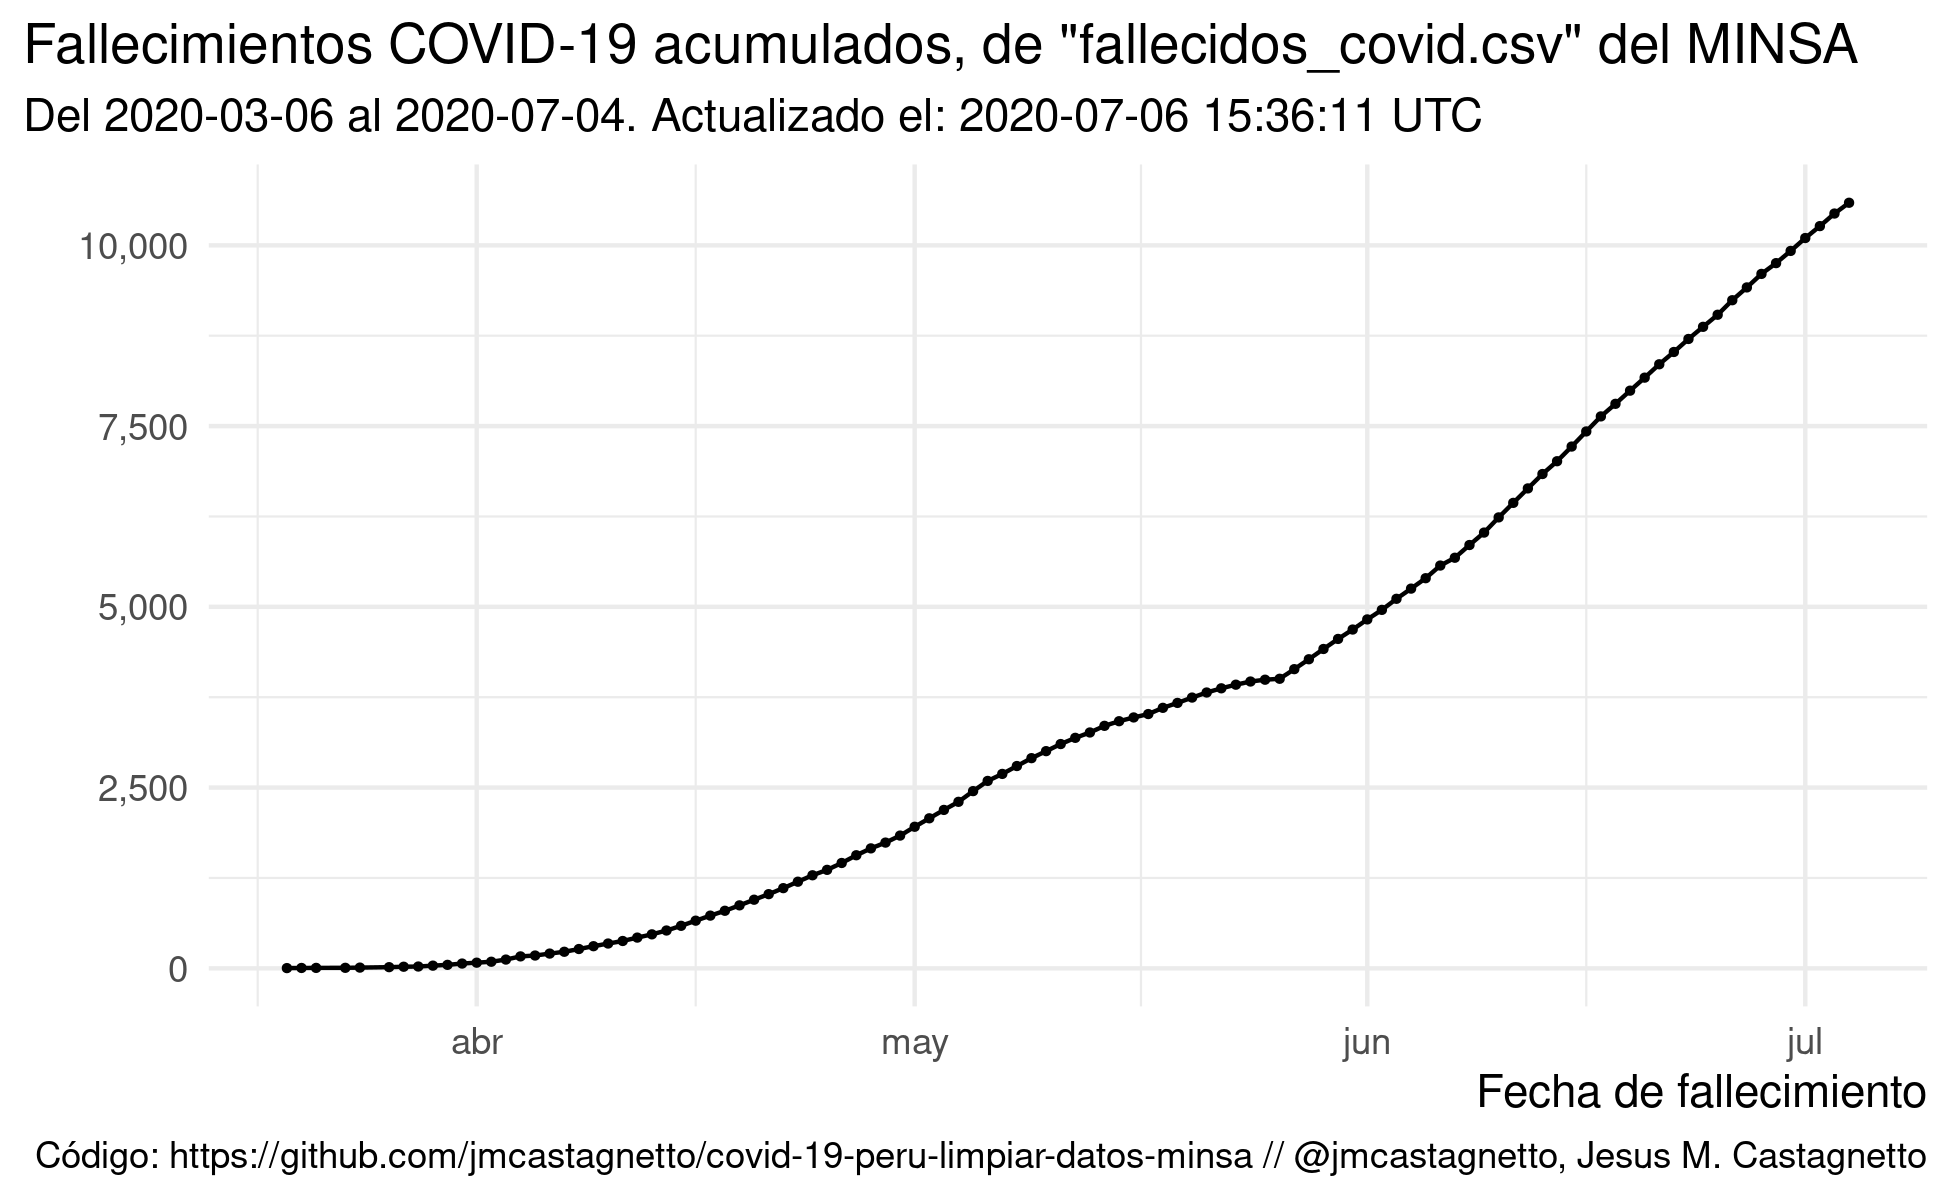 Fallecimientos COVID-19 acumulados, de "fallecidos_covid.csv" del MINSA
Del 2020-03-06 al 2020-07-04. Actualizado el: 2020-07-06 15:36:11 UTC
10,000
7,500
5,000
2,500
0
abr may jun jul
Fecha de fallecimiento
Código: https://github.com/jmcastagnetto/covid-19-peru-limpiar-datos-minsa // @jmcastagnetto, Jesus M. Castagnetto